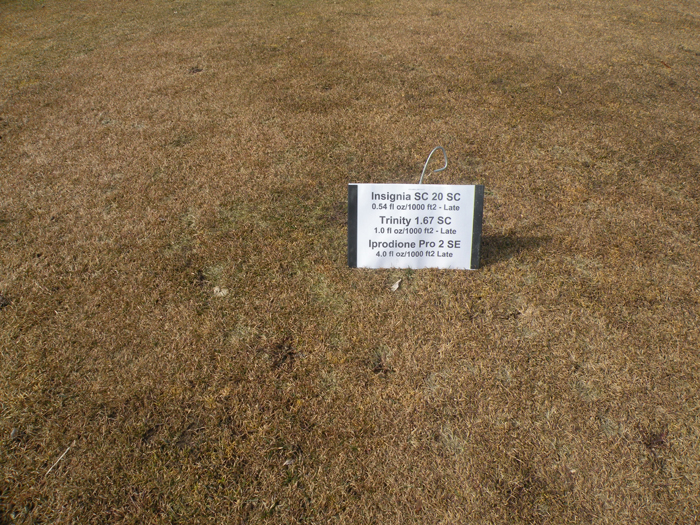 Insignia SC 20 SC
0.54 fl oz/1000 ft2 - Late
Trinity 1.67 SC
1.0 fl oz/1000 ft2 - Late
Iprodione Pro 2 SE
4.0 fl oz/1000 ft2 Late